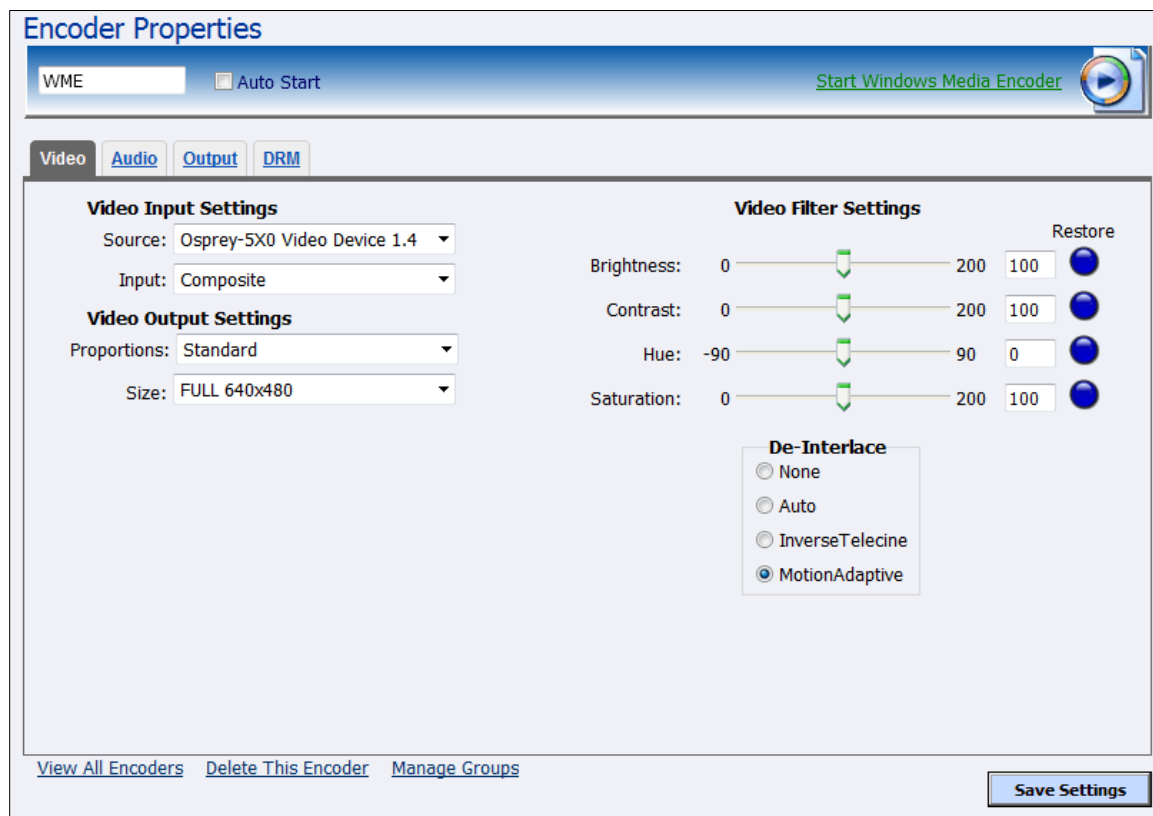 Encoder Properties
WME
Auto Start
Start Windows Media Encoder
Video
Audio
Output
DRM
Video Input Settings
Source: Osprey-5X0 Video Device 1.4
Input: Composite
Video Output Settings
Proportions: Standard
Size: FULL 640x480
Video Filter Settings
Restore
Brightness: 0 200 100
Contrast: 0 200 100
Hue: -90 90 0
Saturation: 0 200 100
De-Interlace
None
Auto
InverseTelecine
MotionAdaptive
View All Encoders Delete This Encoder Manage Groups
Save Settings